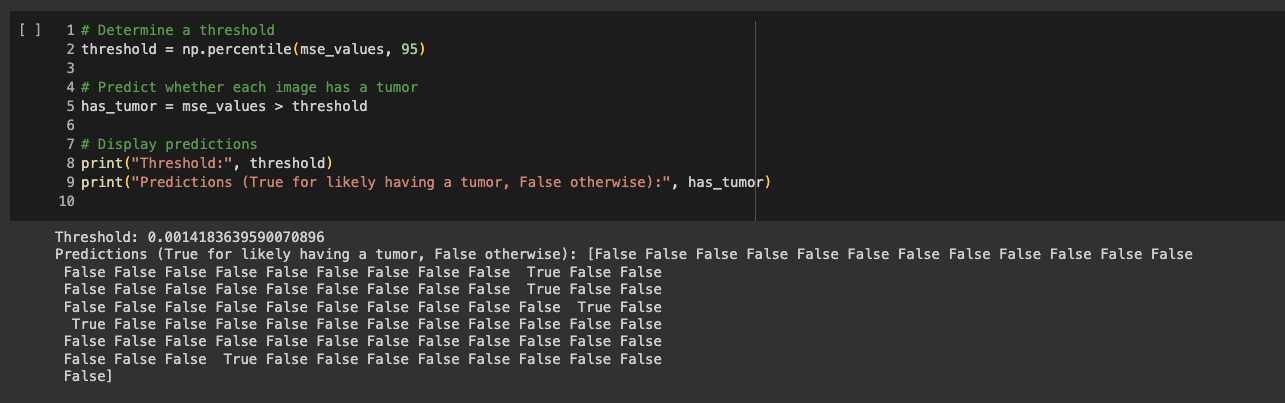 [ ] 1 # Determine a threshold
2 threshold = np.percentile(mse_values, 95)
3
4 # Predict whether each image has a tumor
5 has_tumor = mse_values > threshold
6
7 # Display predictions
8 print("Threshold:", threshold)
9 print("Predictions (True for likely having a tumor, False otherwise):", has_tumor)
10
Threshold: 0.0014183639590070896
Predictions (True for likely having a tumor, False otherwise): [False False False False False False False False False False False False
False False False False False False False False False True False False
False False False False False False False False False True False False
False False False False False False False False False False True False
True False False False False False False False False False False False
False False False False False False False False False False False False
False False False True False False False False False False False False
False]